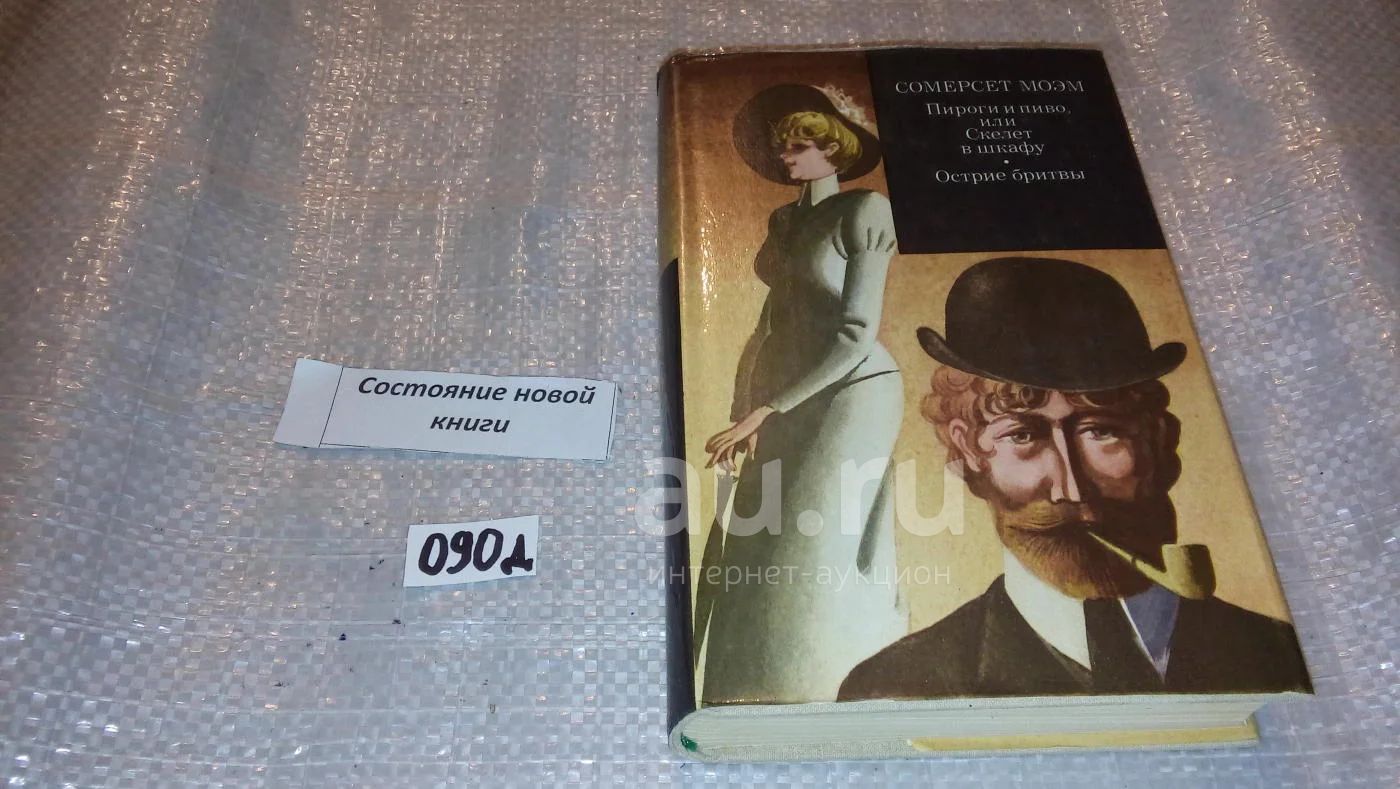 СОМЕРСЕТ МОЭМ
Пироги и пиво,
или
Скелет
в шкафу
•
Острие бритвы
Состояние новой
книги
090д
au.ru
интернет-аукцион